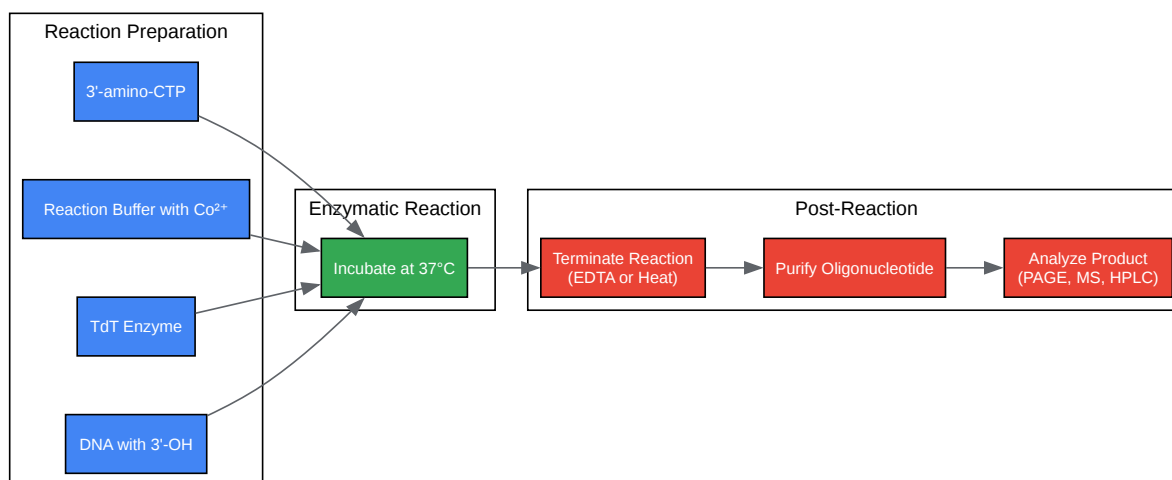 Reaction Preparation
3'-amino-CTP
Reaction Buffer with Co²⁺
TdT Enzyme
DNA with 3'-OH
Enzymatic Reaction
Incubate at 37°C
Post-Reaction
Terminate Reaction
(EDTA or Heat)
Purify Oligonucleotide
Analyze Product
(PAGE, MS, HPLC)